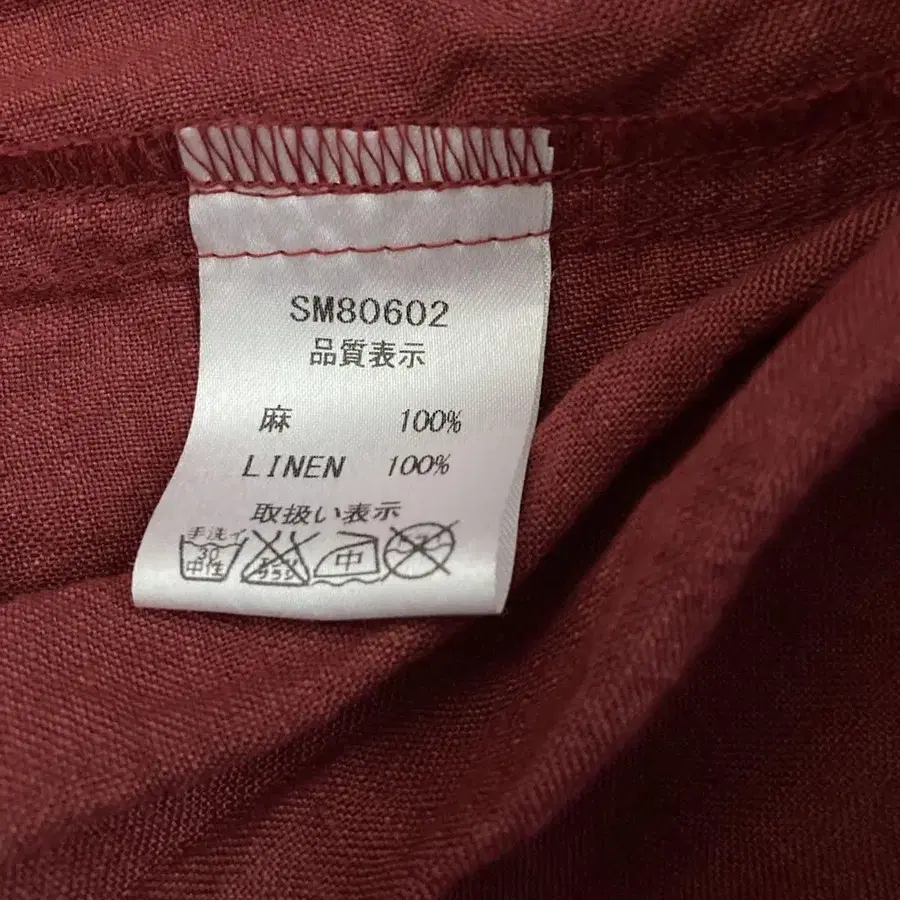 SM80602
品質表示
麻 100%
LINEN 100%
取扱い表示
手洗イ
30
中性
中